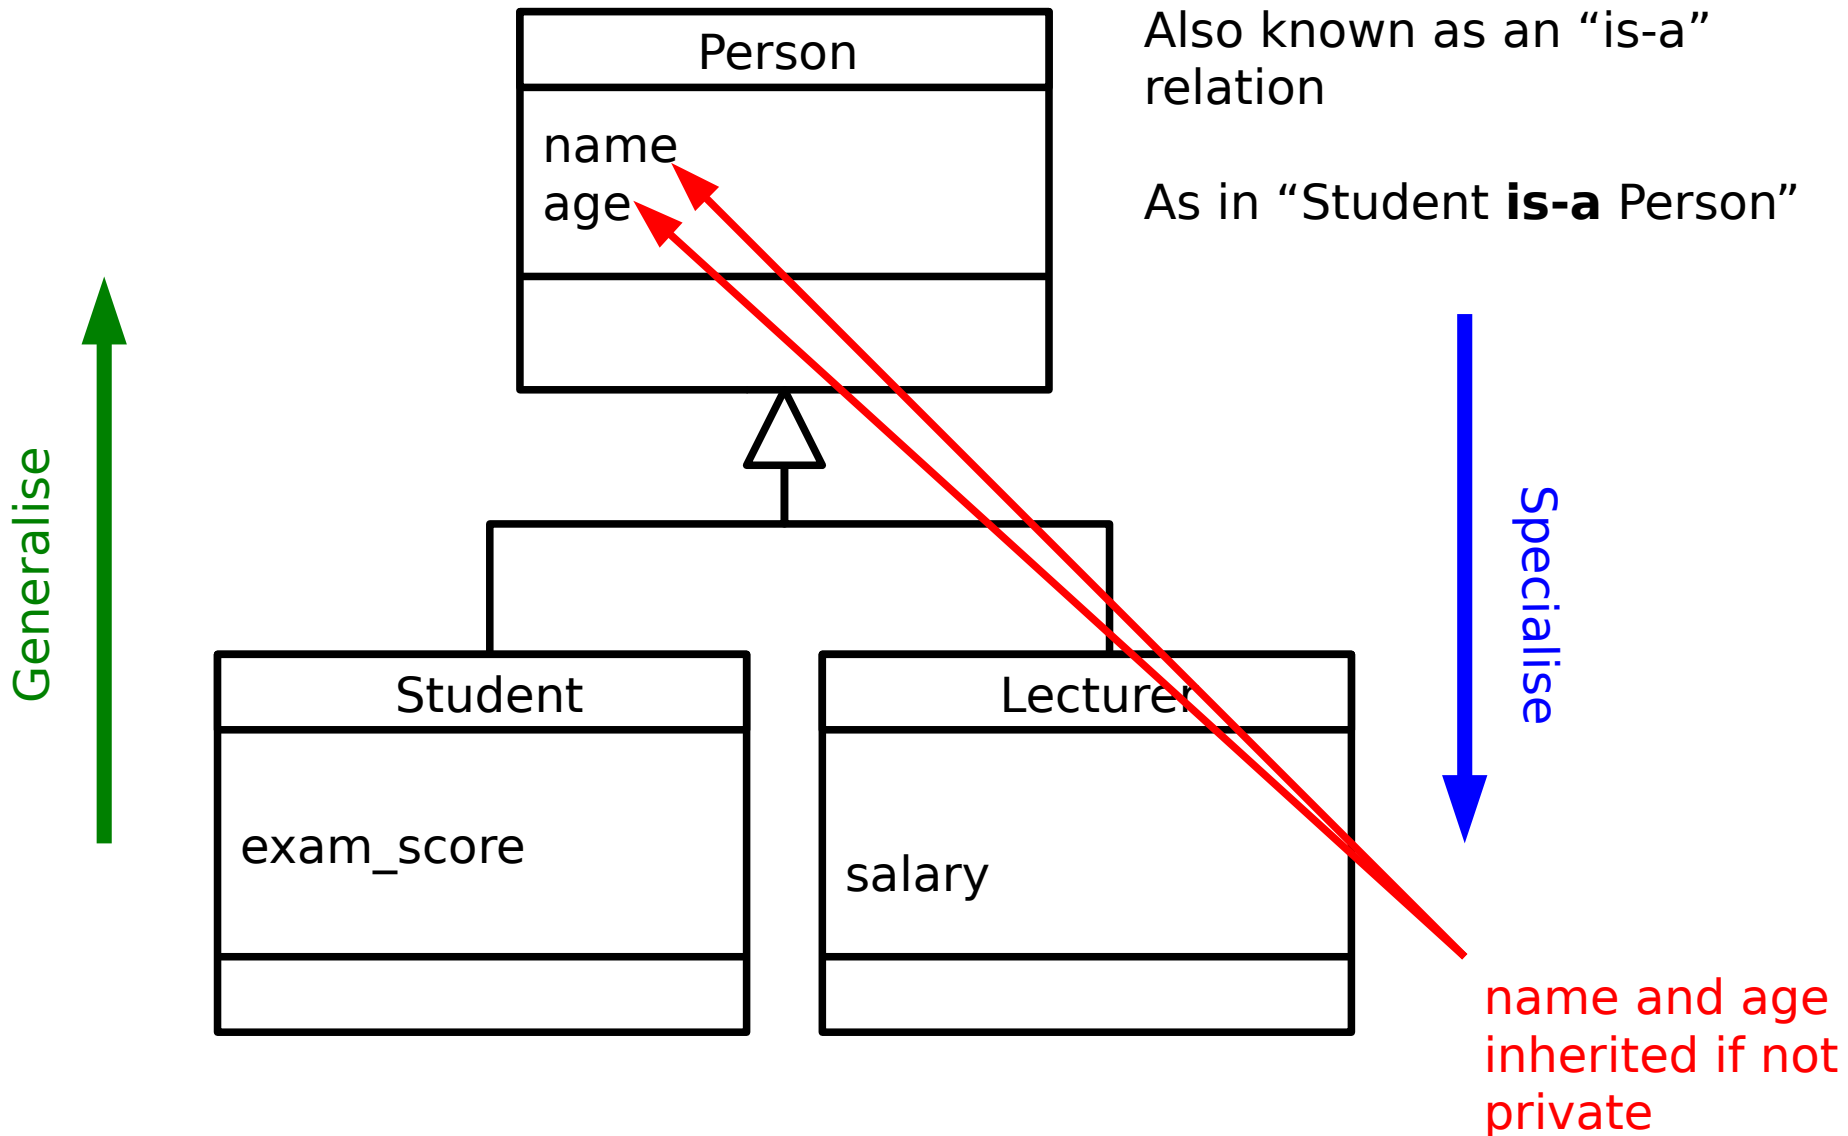 Person
name
age
Also known as an “is-a”
relation
As in “Student is-a Person”
Generalise
Specialise
Student
exam_score
Lecturer
salary
name and age
inherited if not
private